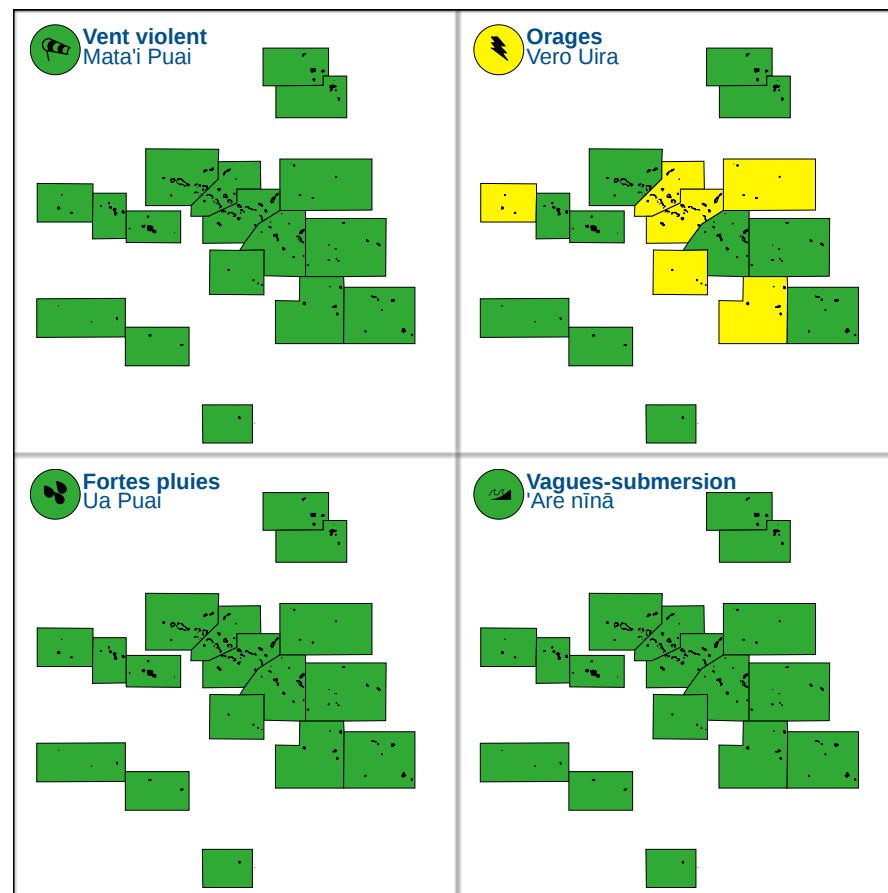 Vent violent
Mata'i Puai
Orages
Vero Uira
Fortes pluies
Ua Puai
Vagues-submersion
'Are nīnā